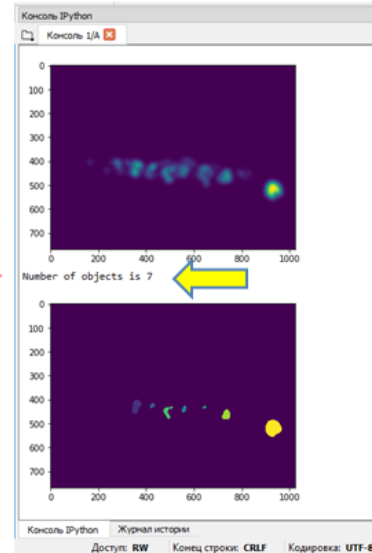 Консоль IPython
Консоль 1/A
0
100
200
300
400
500
600
700
0 200 400 600 800 1000
Number of objects is 7
0
100
200
300
400
500
600
700
0 200 400 600 800 1000
Консоль IPython Журнал истории
Доступ: RW Конец строки: CRLF Кодировка: UTF-8